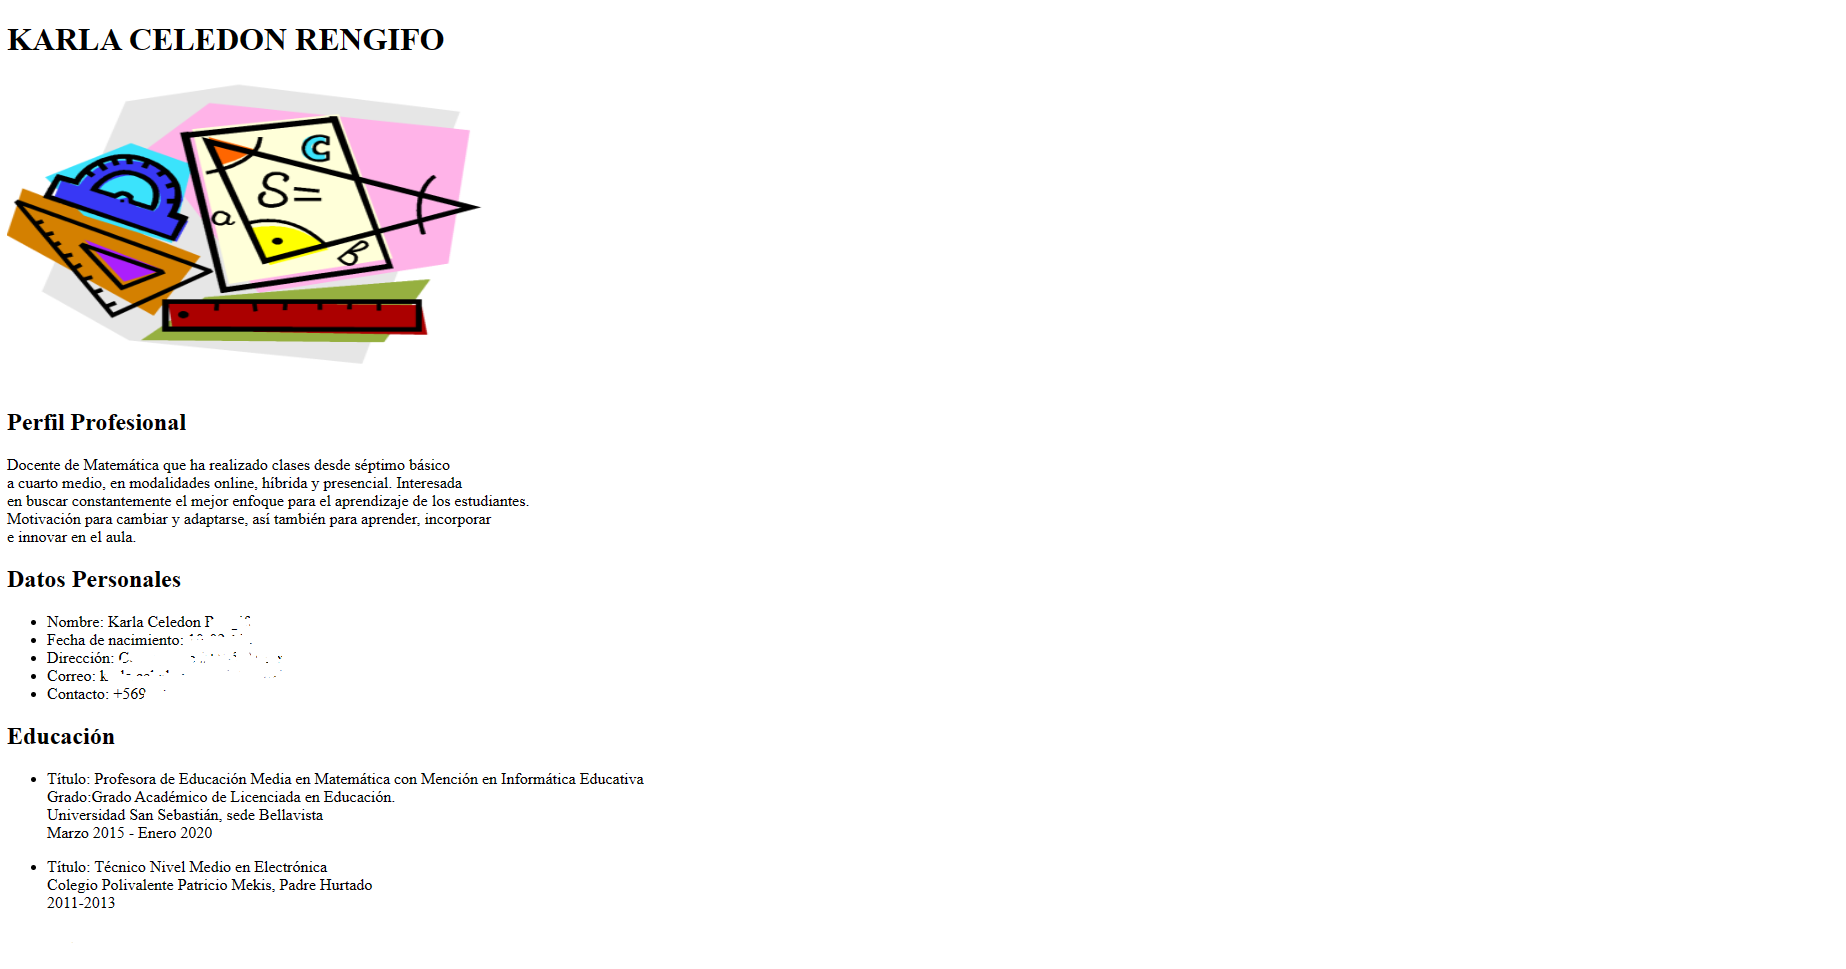 KARLA CELEDON RENGIFO
C
S=
a
B
Perfil Profesional
Docente de Matemática que ha realizado clases desde séptimo básico
a cuarto medio, en modalidades online, híbrida y presencial. Interesada
en buscar constantemente el mejor enfoque para el aprendizaje de los estudiantes.
Motivación para cambiar y adaptarse, así también para aprender, incorporar
e innovar en el aula.
Datos Personales
Nombre: Karla Celedon
Fecha de nacimiento:
Dirección:
Correo:
Contacto: +569
Educación
Título: Profesora de Educación Media en Matemática con Mención en Informática Educativa
Grado:Grado Académico de Licenciada en Educación.
Universidad San Sebastián, sede Bellavista
Marzo 2015 - Enero 2020
Título: Técnico Nivel Medio en Electrónica
Colegio Polivalente Patricio Mekis, Padre Hurtado
2011-2013